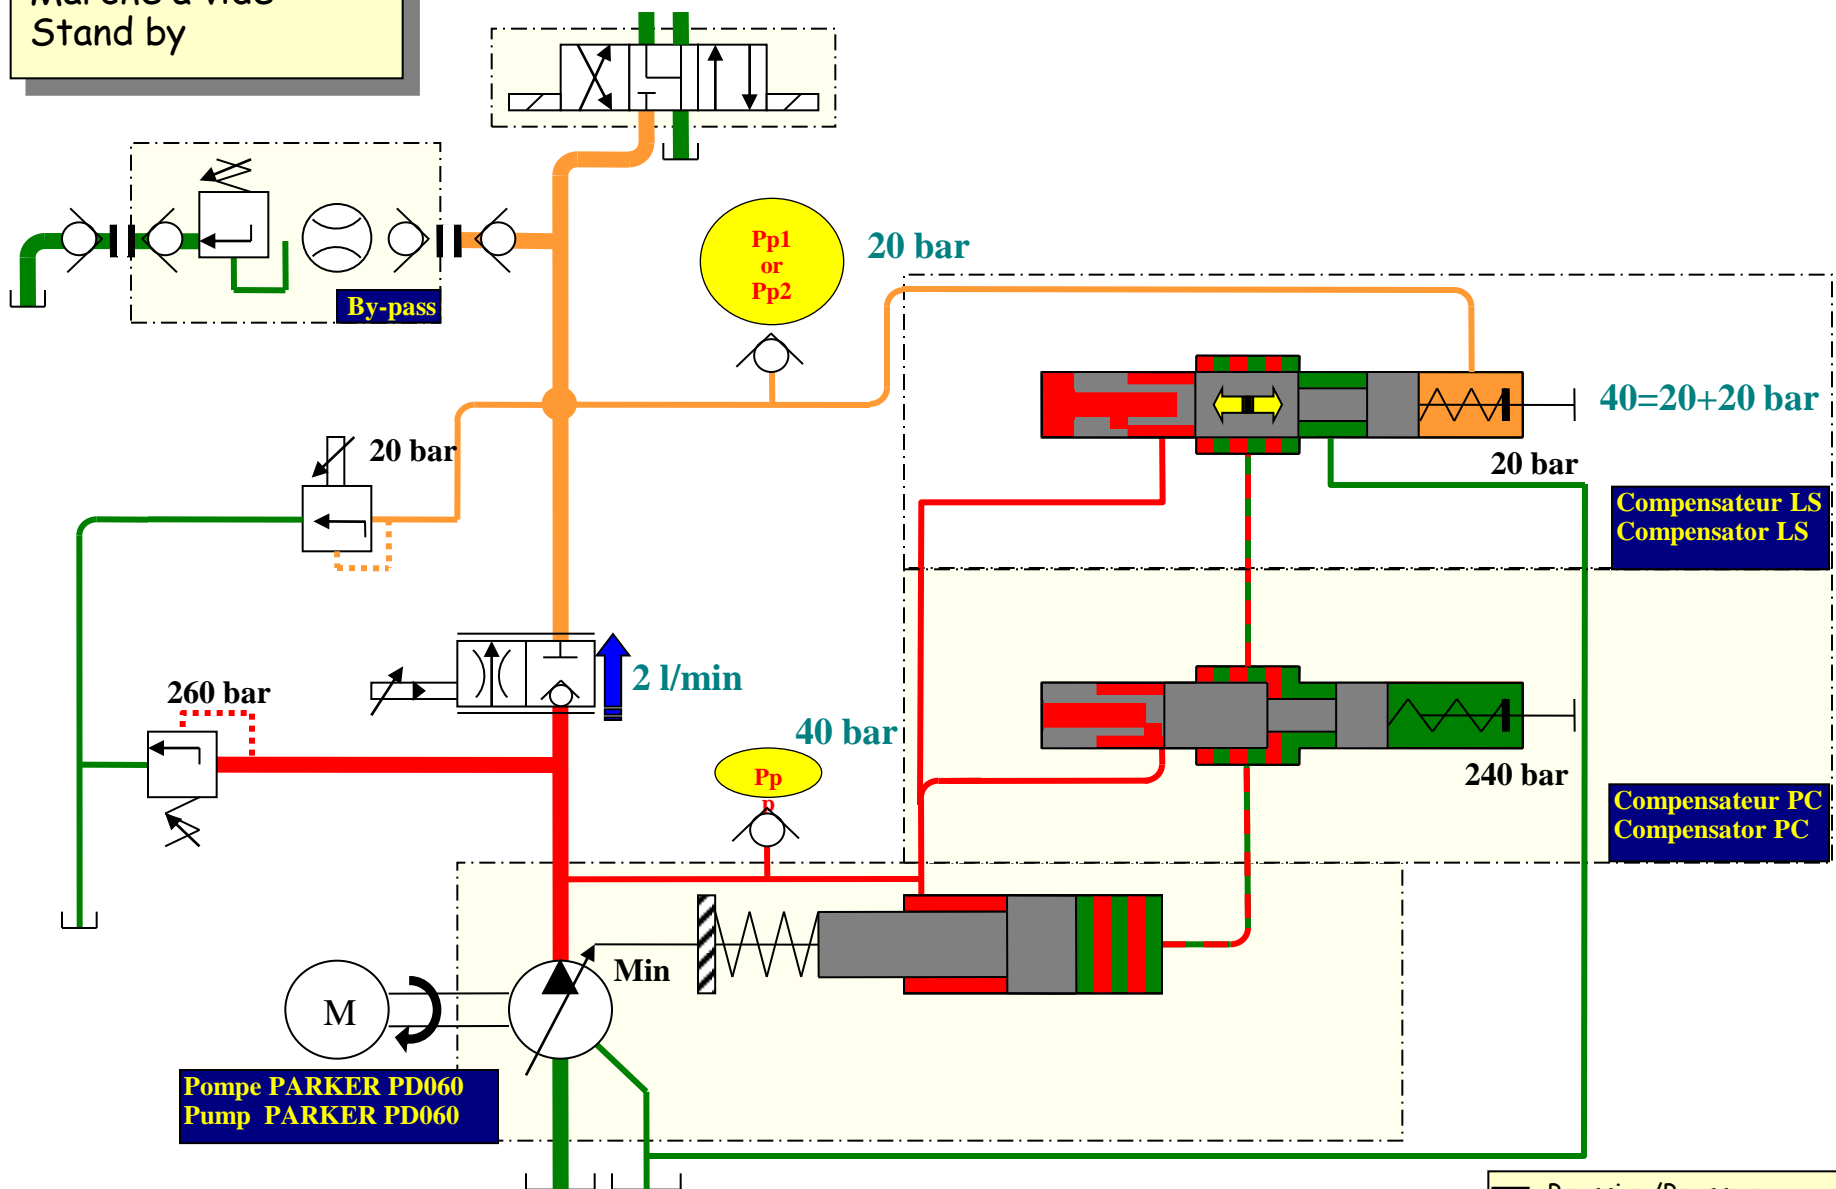 Marche à vide
Stand by
By-pass
Pp1
or
Pp2
20 bar
20 bar
40=20+20 bar
20 bar
Compensateur LS
Compensator LS
2 l/min
260 bar
40 bar
Pp
p
240 bar
Compensateur PC
Compensator PC
Min
M
Pompe PARKER PD060
Pump PARKER PD060